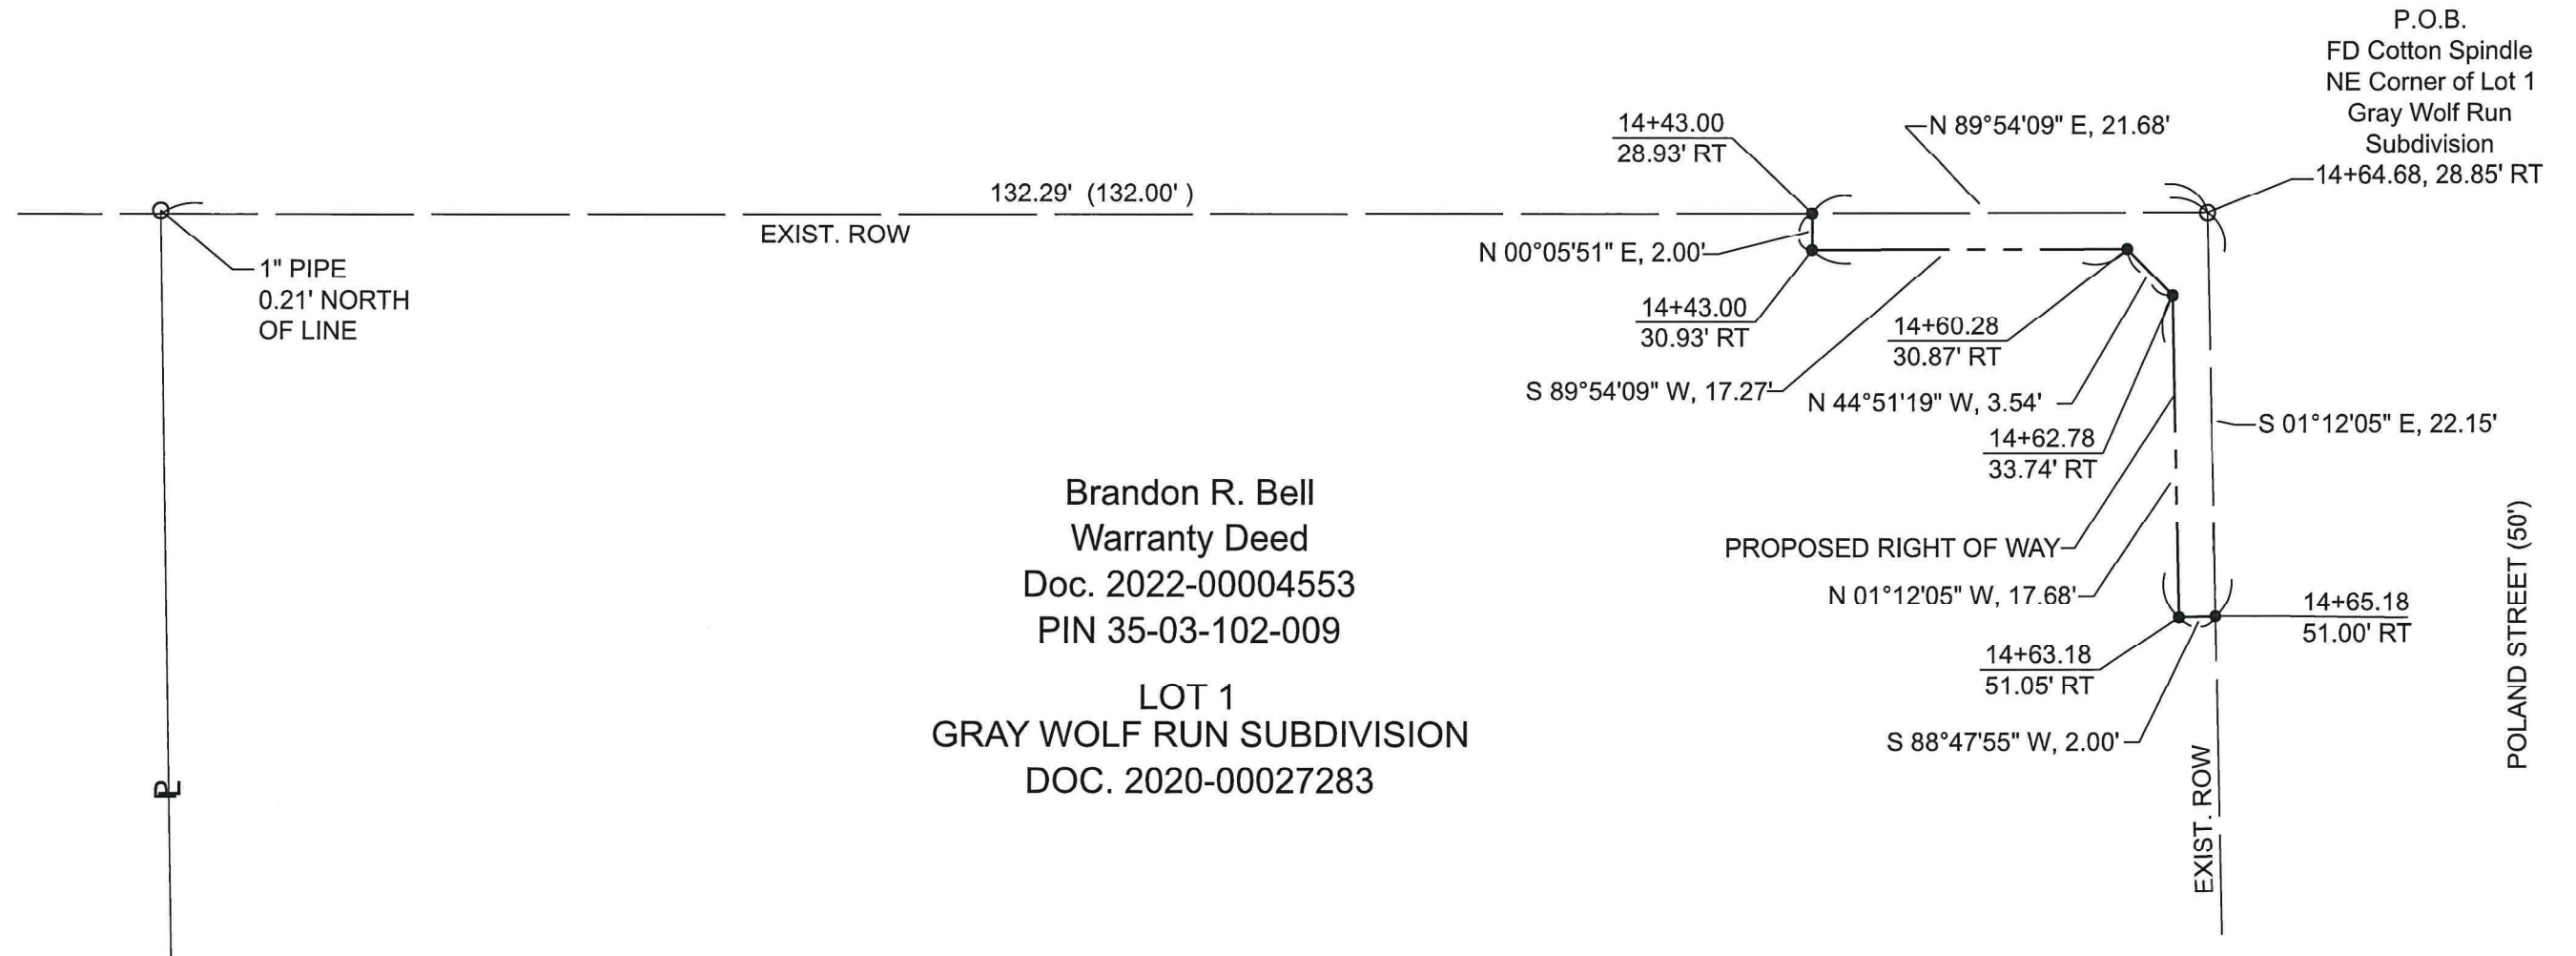 P.O.B.
FD Cotton Spindle
NE Corner of Lot 1
Gray Wolf Run
Subdivision
14+64.68, 28.85' RT
14+43.00
28.93' RT
N 89°54'09" E, 21.68'
132.29' (132.00' )
EXIST. ROW
1" PIPE
0.21' NORTH
OF LINE
N 00°05'51" E, 2.00'
14+43.00
30.93' RT
14+60.28
30.87' RT
S 89°54'09" W, 17.27'
N 44°51'19" W, 3.54'
14+62.78
33.74' RT
S 01°12'05" E, 22.15'
Brandon R. Bell
Warranty Deed
Doc. 2022-00004553
PIN 35-03-102-009
LOT 1
GRAY WOLF RUN SUBDIVISION
DOC. 2020-00027283
PROPOSED RIGHT OF WAY
N 01°12'05" W, 17.68'
14+65.18
51.00' RT
14+63.18
51.05' RT
S 88°47'55" W, 2.00'
EXIST. ROW
POLAND STREET (50')
PL